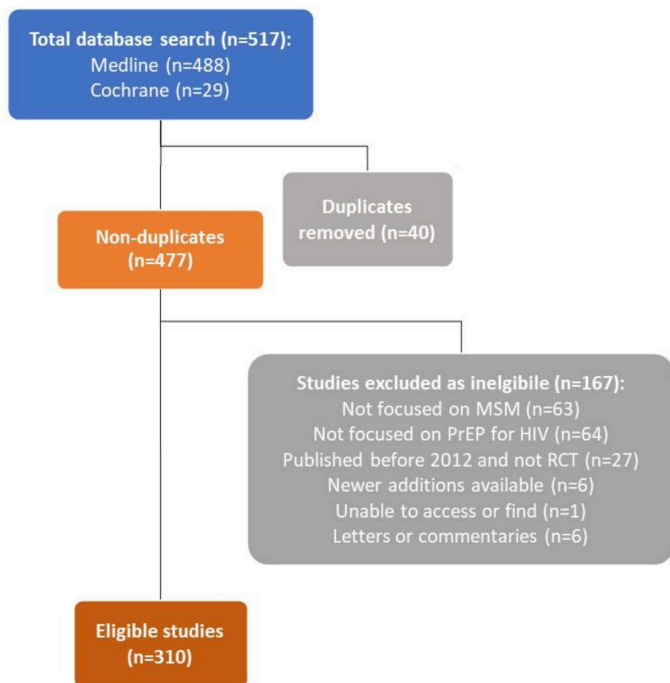 Total database search (n=517):
Medline (n=488)
Cochrane (n=29)
Duplicates
removed (n=40)
Non-duplicates
(n=477)
Studies excluded as inelgibile (n=167):
Not focused on MSM (n=63)
Not focused on PrEP for HIV (n=64)
Published before 2012 and not RCT (n=27)
Newer additions available (n=6)
Unable to access or find (n=1)
Letters or commentaries (n=6)
Eligible studies
(n=310)